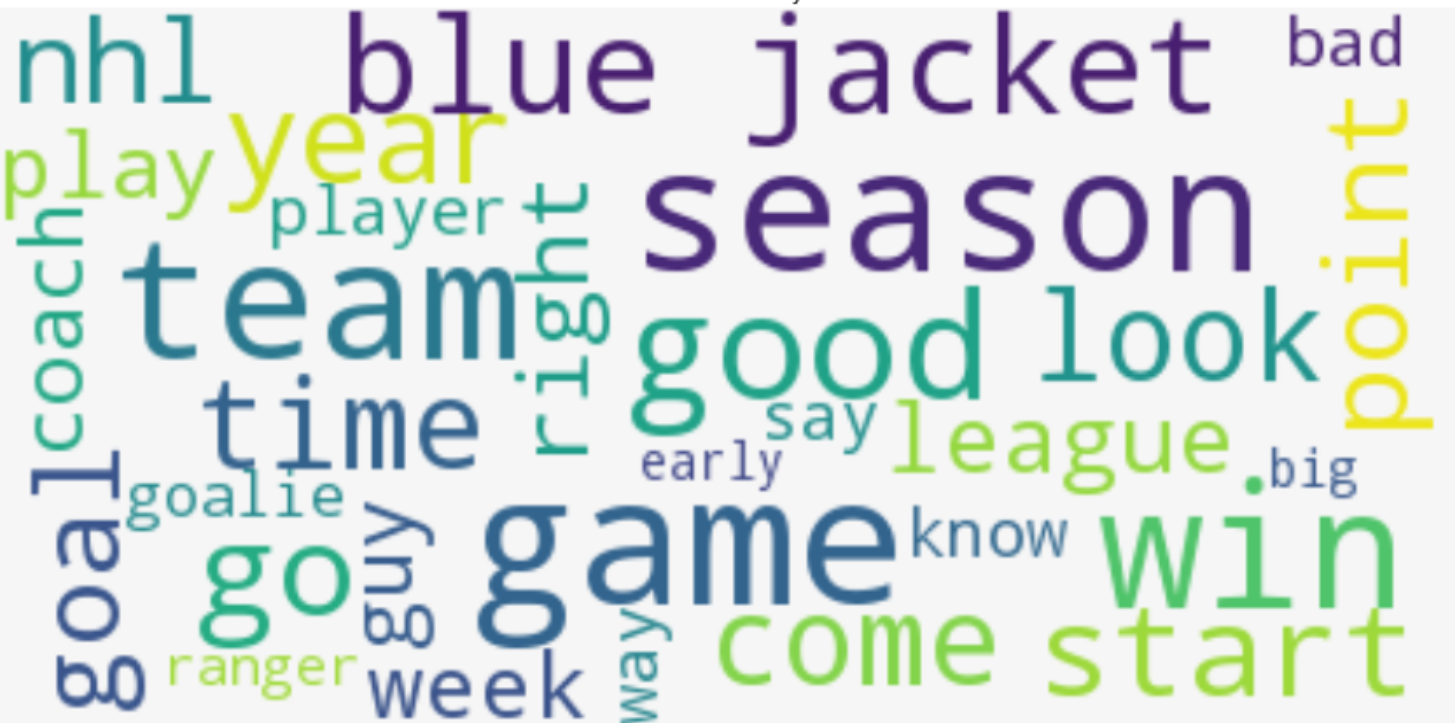 nhl
blue jacket
bad
play
year
point
player
season
coach
team
right
good
look
time
say
league
early
big
goal
goalie
game
know
win
go
guy
come
start
ranger
week
way